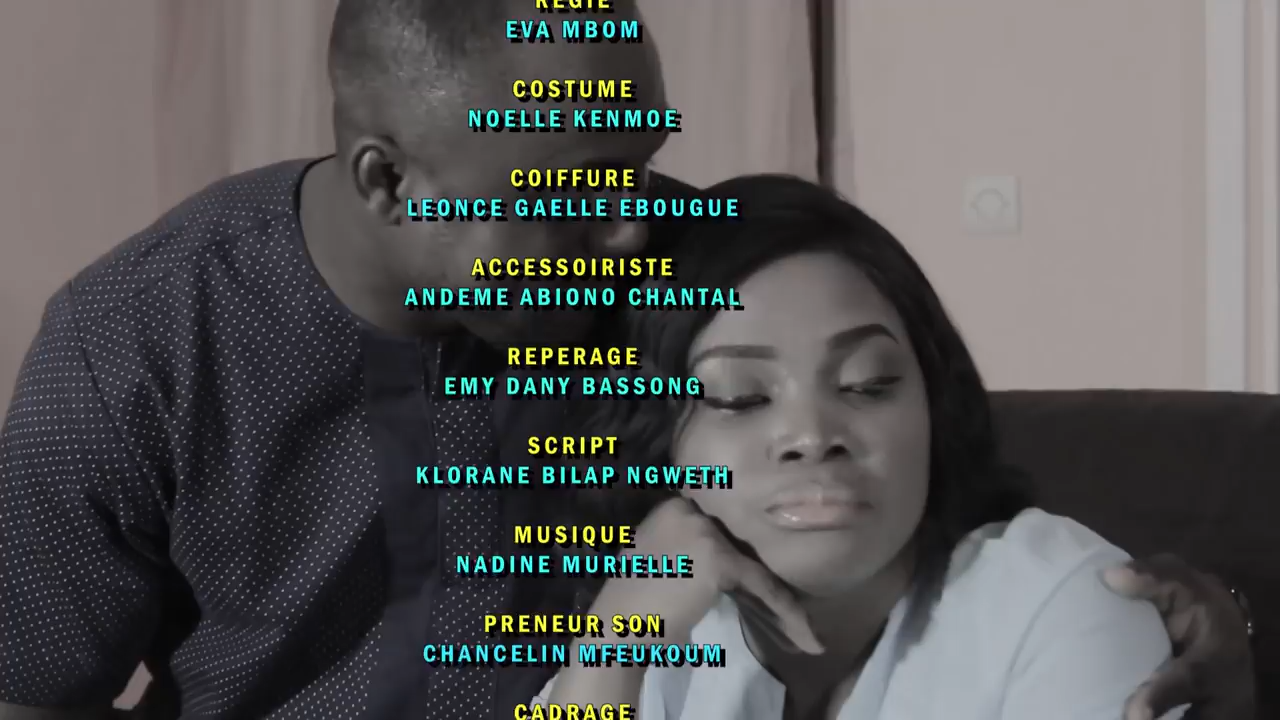 REGIE
EVA MBOM
COSTUME
NOELLE KENMOE
COIFFURE
LEONCE GAELLE EBOUGUE
ACCESSOIRISTE
ANDEME ABIONO CHANTAL
REPERAGE
EMY DANY BASSONG
SCRIPT
KLORANE BILAP NGWETH
MUSIQUE
NADINE MURIELLE
PRENEUR SON
CHANCELIN MFEUKOUM
CADRAGE